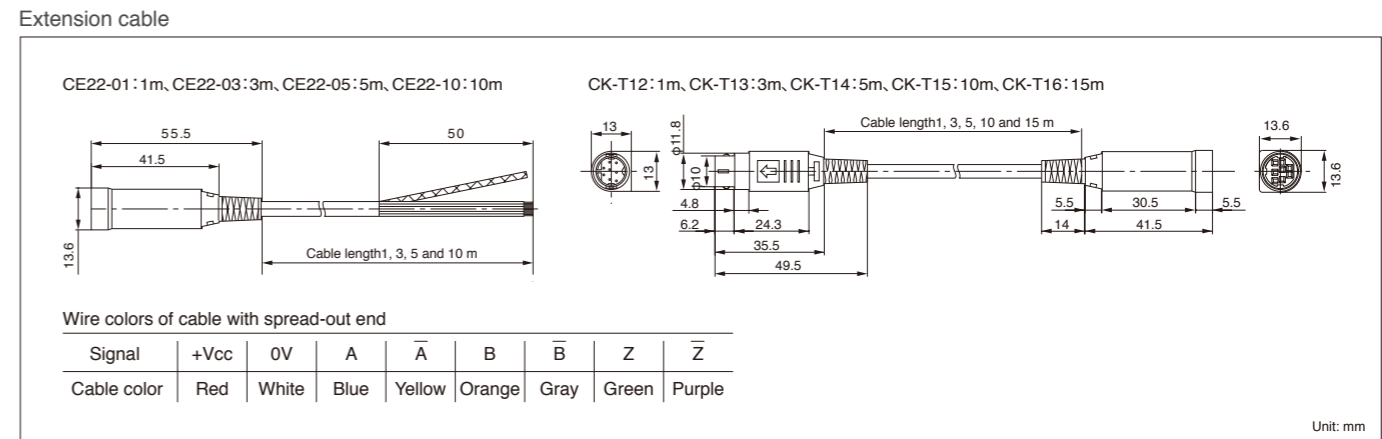 Extension cable
CE22-01:1m、CE22-03:3m、CE22-05:5m、CE22-10:10m
55.5
50
41.5
13.6
Cable length1, 3, 5 and 10 m
CK-T12:1m、CK-T13:3m、CK-T14:5m、CK-T15:10m、CK-T16:15m
13
13
φ11.8
φ10
Cable length1, 3, 5, 10 and 15 m
13.6
13.6
4.8
6.2
24.3
35.5
49.5
5.5
30.5
5.5
14
41.5
Wire colors of cable with spread-out end
Signal +Vcc 0V A A̅ B B̅ Z Z̅
Cable color Red White Blue Yellow Orange Gray Green Purple
Unit: mm